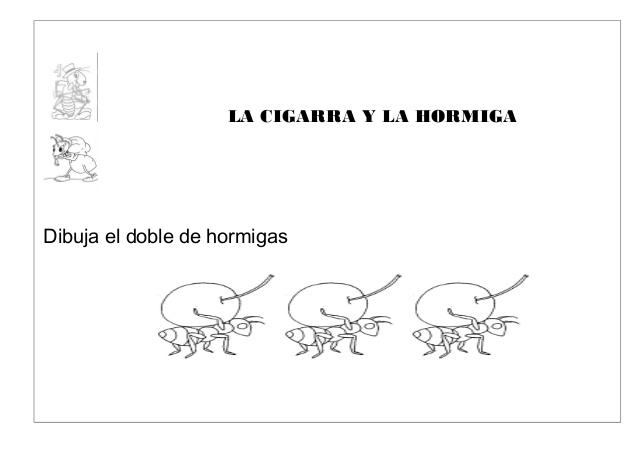 LA CIGARRA Y LA HORMIGA
Dibuja el doble de hormigas